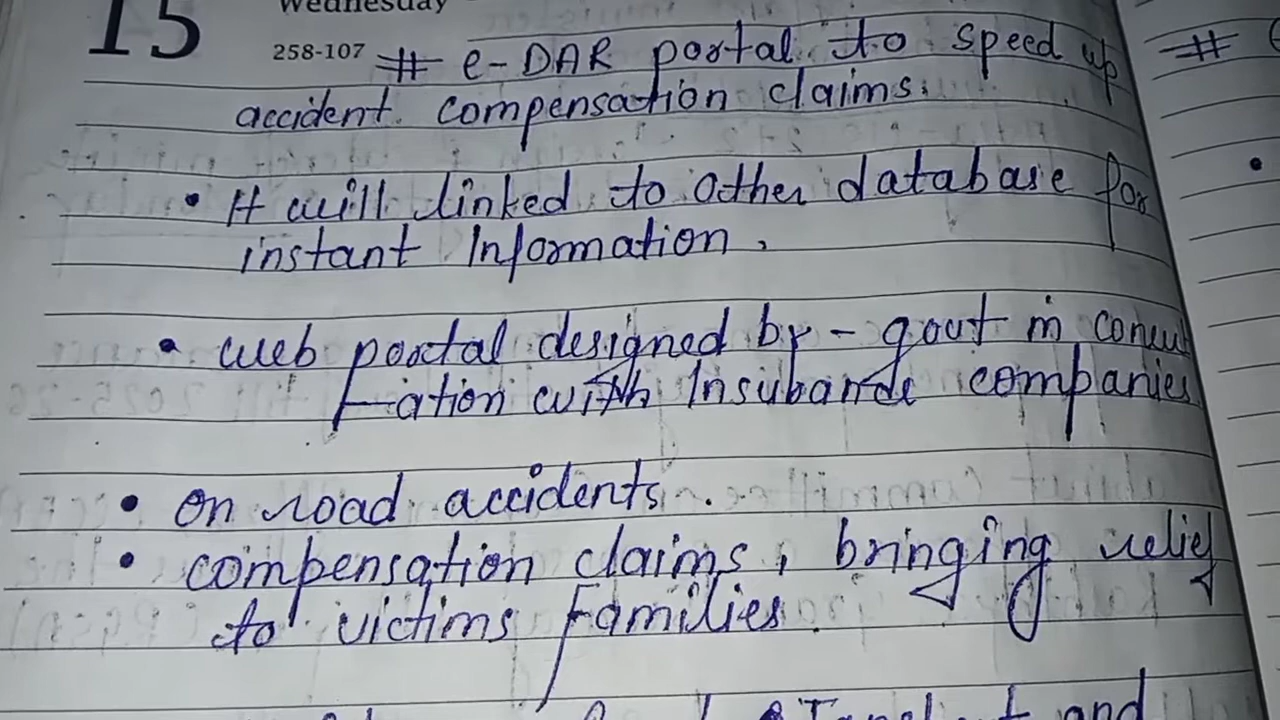 15 Wednesday
258-107 # e-DAR portal to speed up
accident compensation claims.
• It will linked to other database for
instant Information.
• web portal designed by - govt in consul
tation with Insurance companies
• on road accidents.
• compensation claims, bringing relief
to victims families.
and